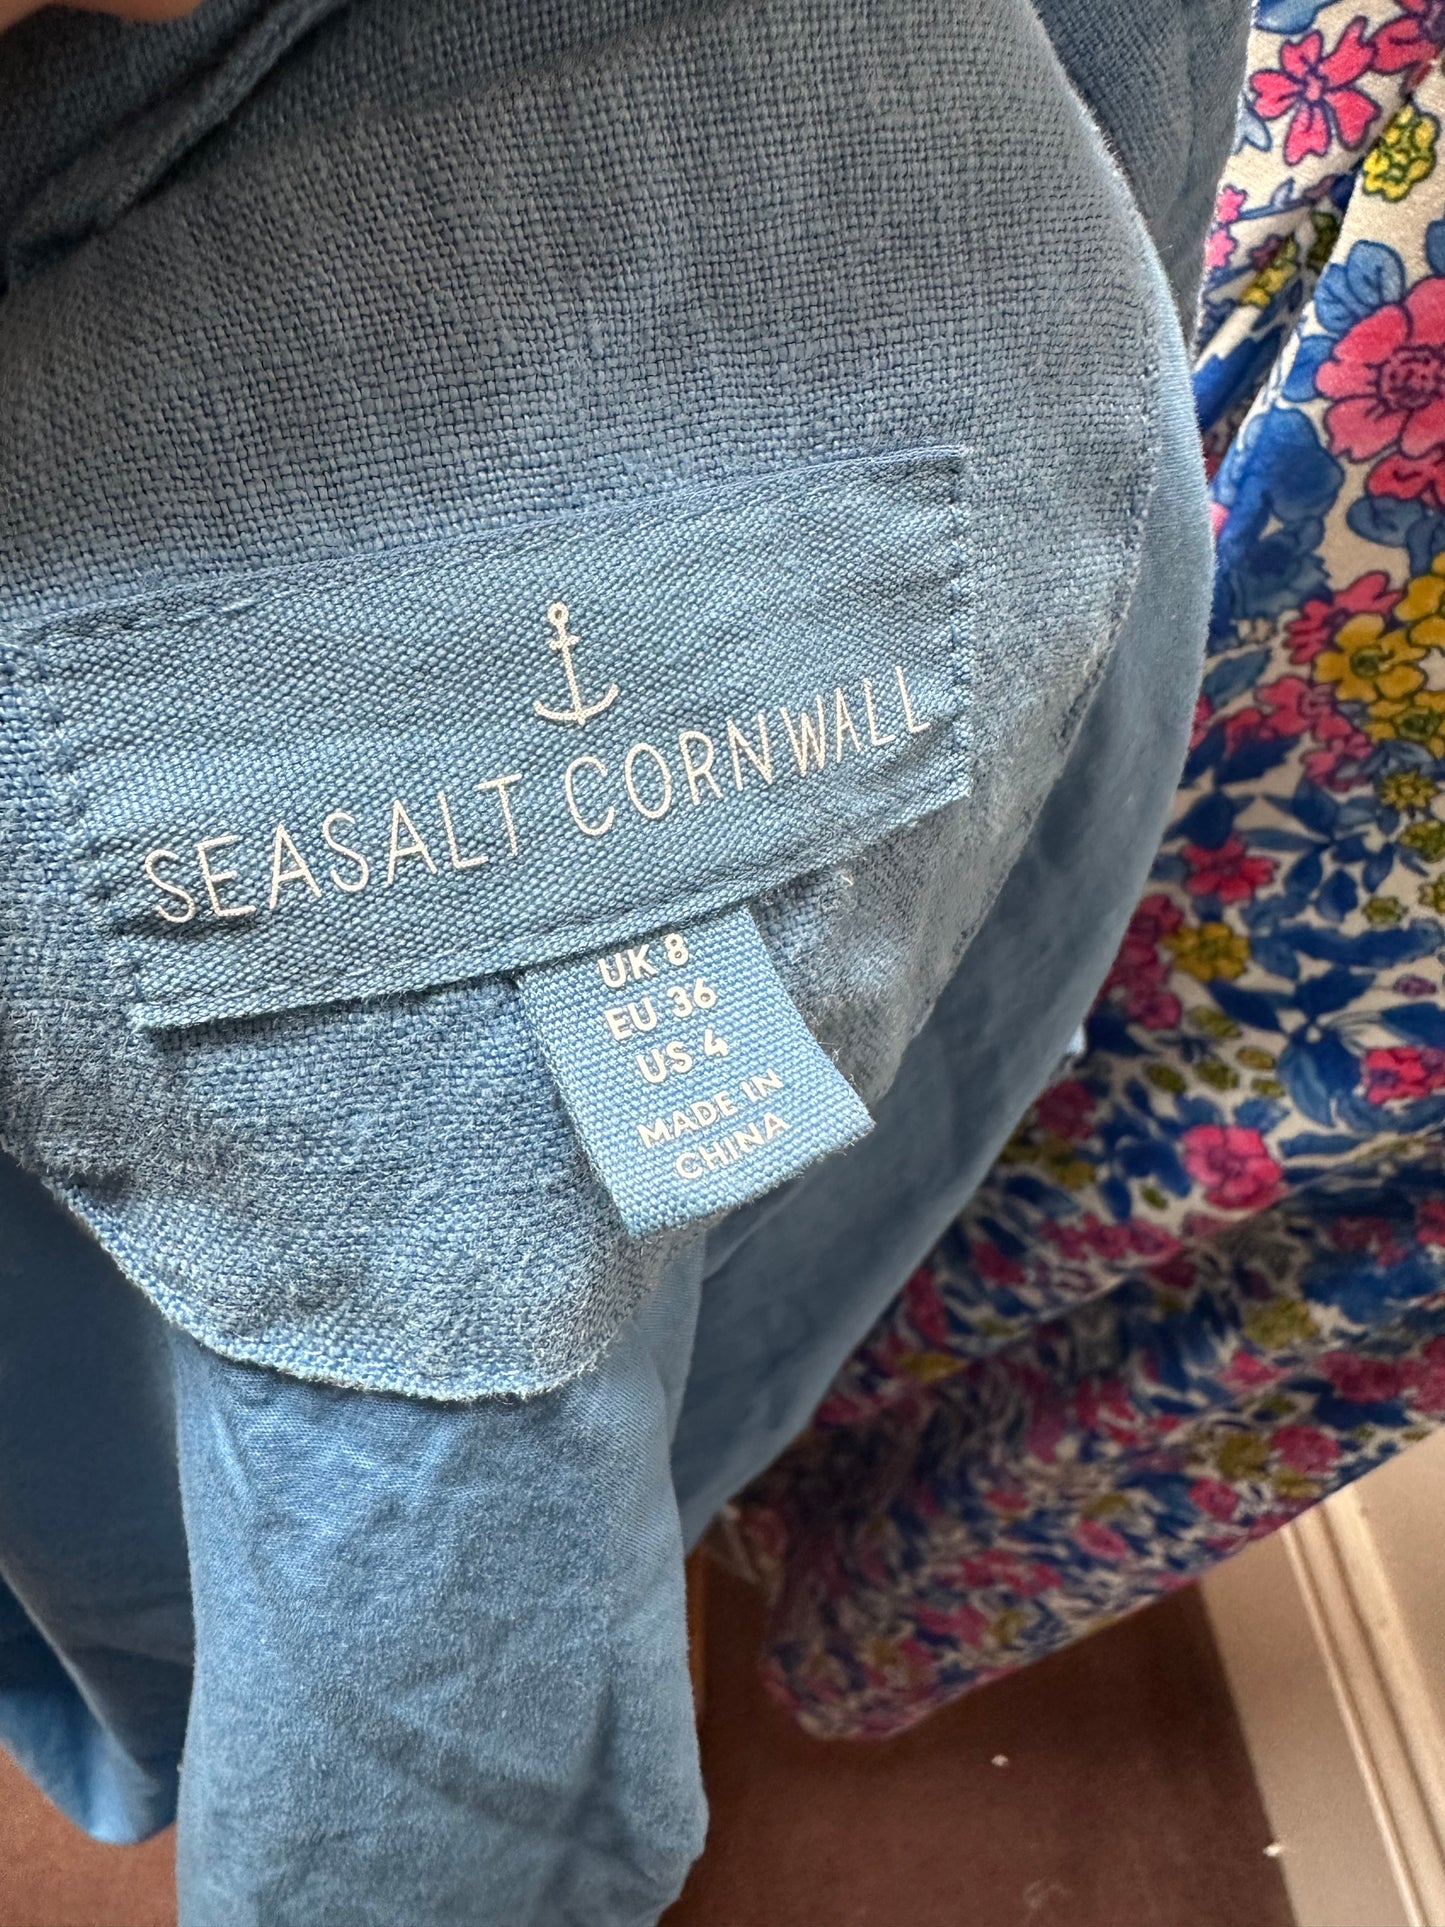 SEASALT CORNWALL
UK 8
EU 36
US 4
MADE IN
CHINA